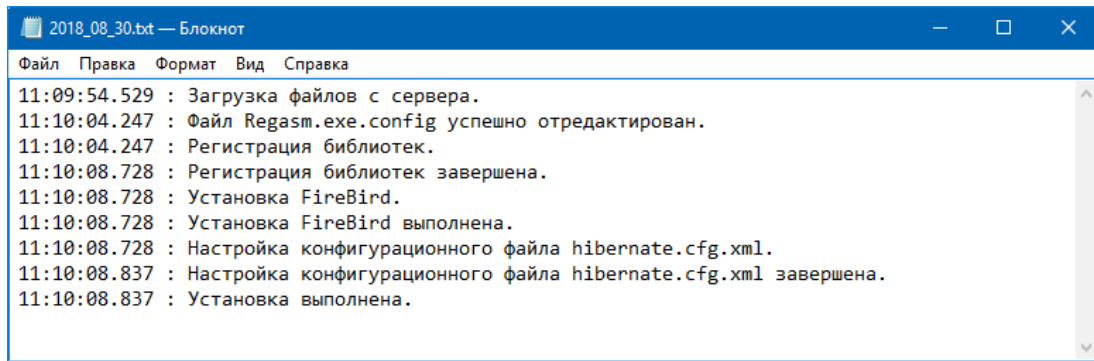 2018_08_30.txt — Блокнот
Файл Правка Формат Вид Справка
11:09:54.529 : Загрузка файлов с сервера.
11:10:04.247 : Файл Regasm.exe.config успешно отредактирован.
11:10:04.247 : Регистрация библиотек.
11:10:08.728 : Регистрация библиотек завершена.
11:10:08.728 : Установка FireBird.
11:10:08.728 : Установка FireBird выполнена.
11:10:08.728 : Настройка конфигурационного файла hibernate.cfg.xml.
11:10:08.837 : Настройка конфигурационного файла hibernate.cfg.xml завершена.
11:10:08.837 : Установка выполнена.